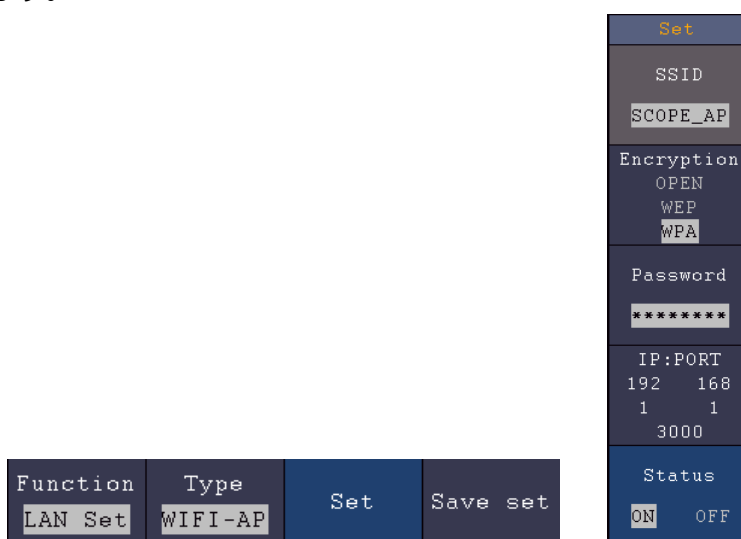 Set
SSID
SCOPE_AP
Encryption
OPEN
WEP
WPA
Password
********
IP:PORT
192 168
1 1
3000
Status
ON OFF
Function Type Set Save set
LAN Set WIFI-AP